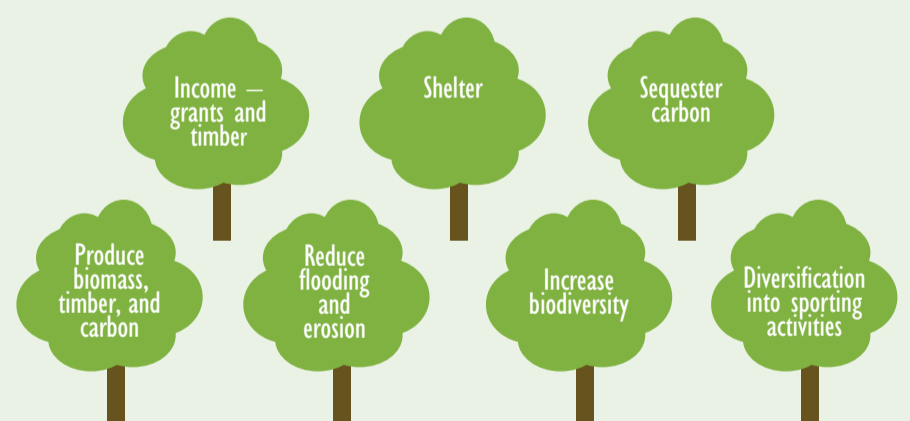 Income –
grants and
timber
Shelter
Sequester
carbon
Produce
biomass,
timber, and
carbon
Reduce
flooding
and
erosion
Increase
biodiversity
Diversification
into sporting
activities